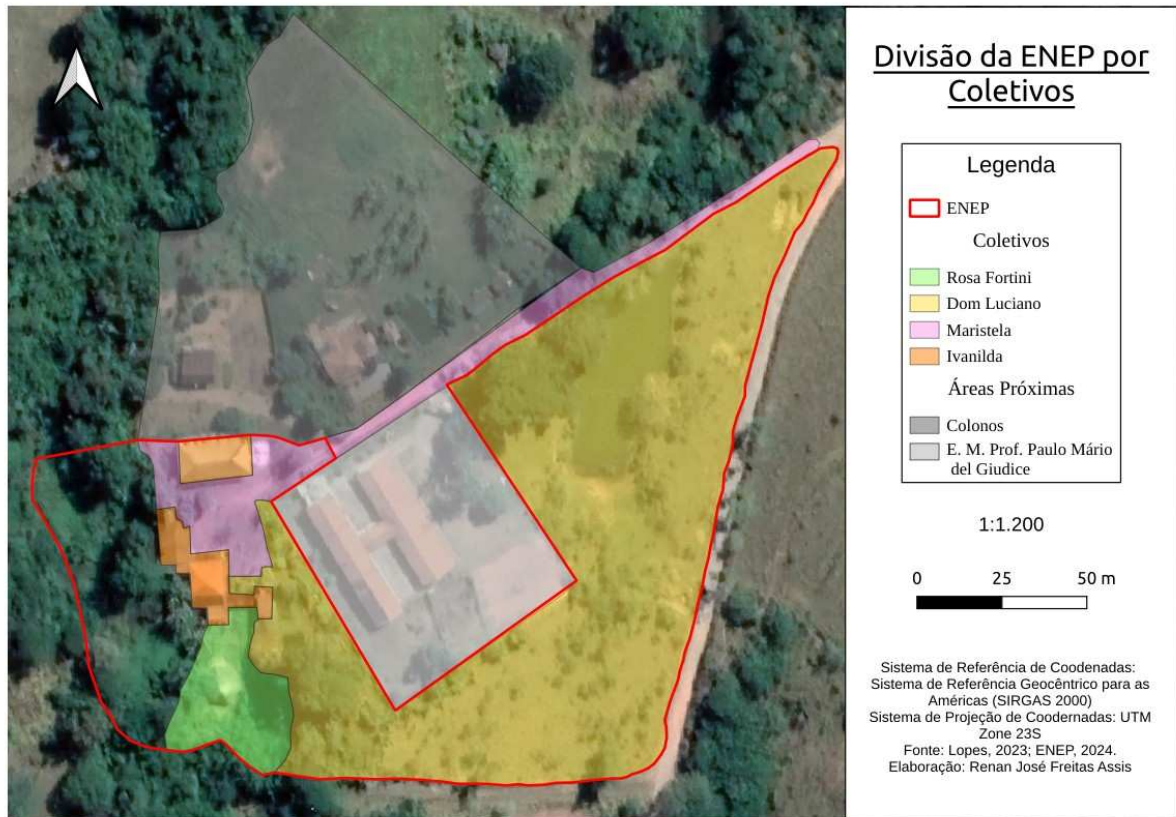 Divisão da ENEP por
Coletivos
Legenda
ENEP
Coletivos
Rosa Fortini
Dom Luciano
Maristela
Ivanilda
Áreas Próximas
Colonos
E. M. Prof. Paulo Mário
del Giudice
1:1.200
0 25 50 m
Sistema de Referência de Coodenadas:
Sistema de Referência Geocêntrico para as
Américas (SIRGAS 2000)
Sistema de Projeção de Coodernadas: UTM
Zone 23S
Fonte: Lopes, 2023; ENEP, 2024.
Elaboração: Renan José Freitas Assis